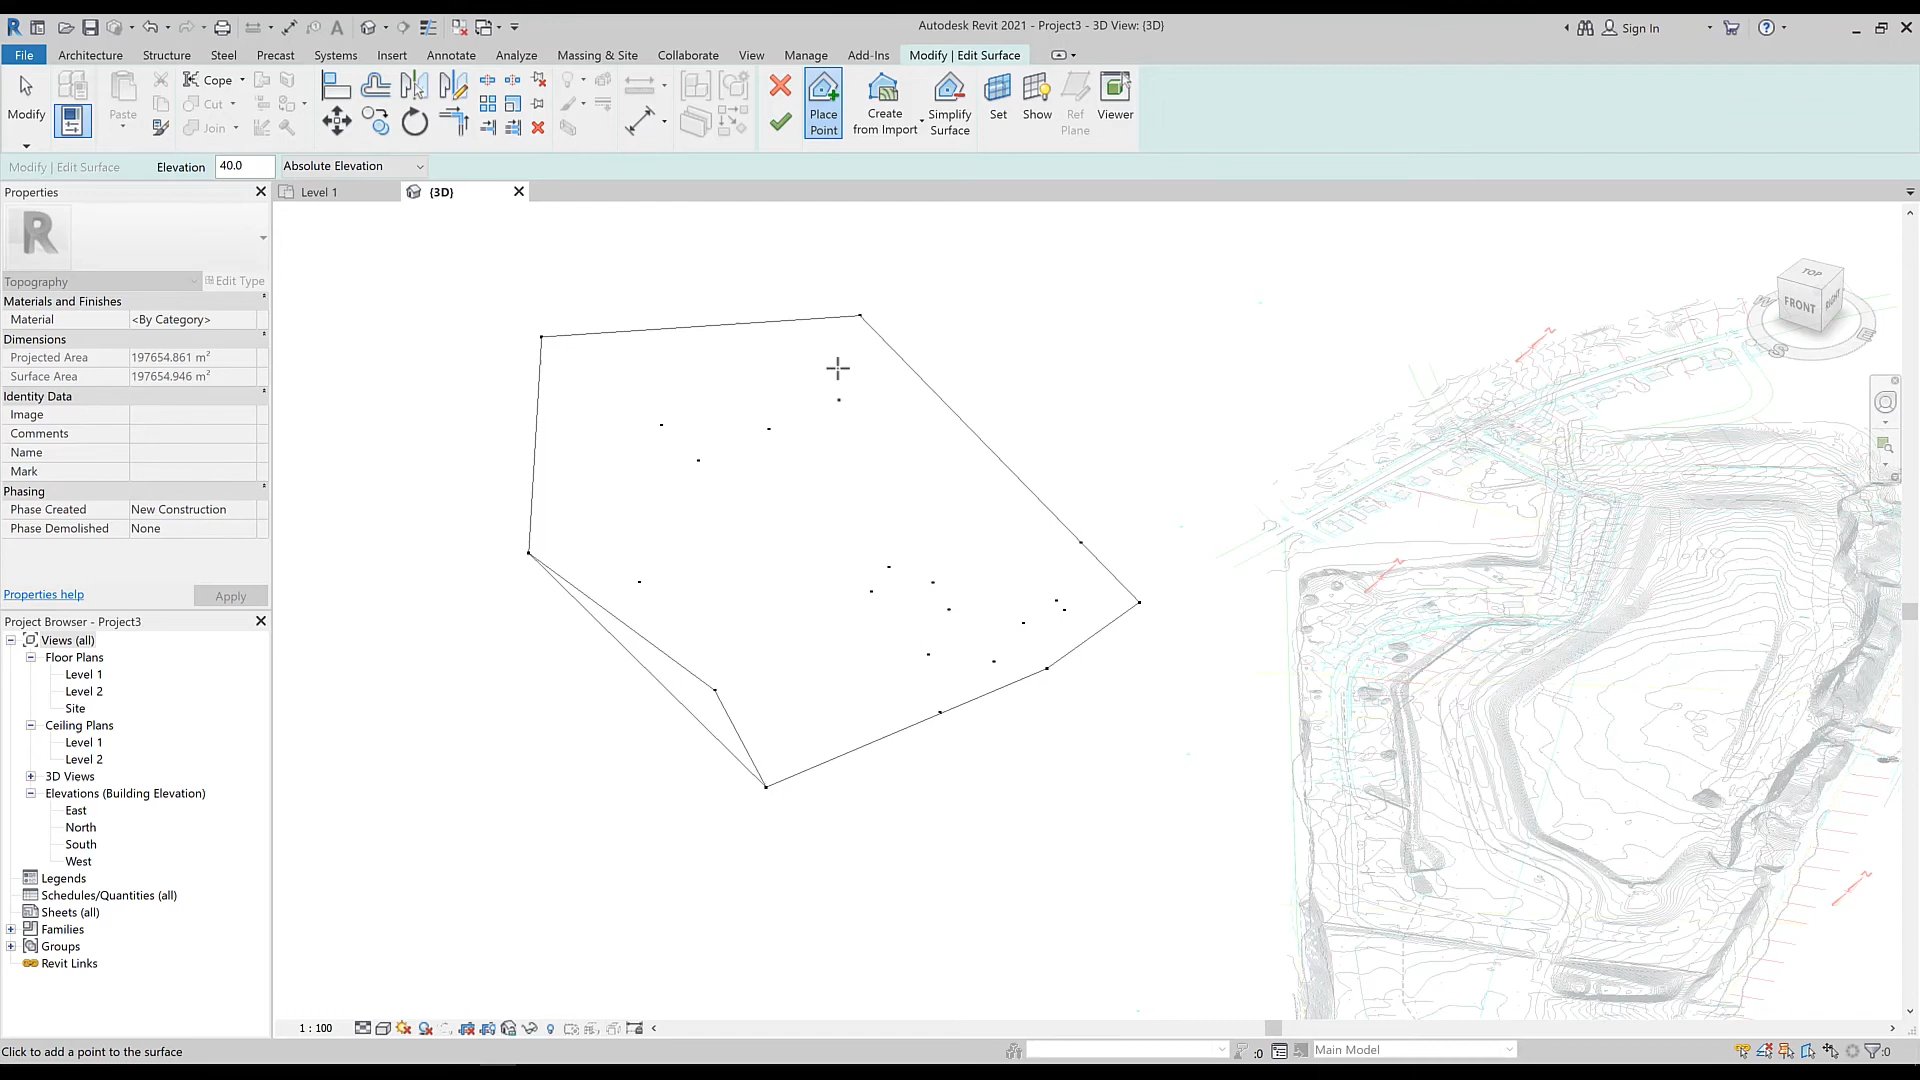 Autodesk Revit 2021 - Project3 - 3D View: {3D}
Sign In
File Architecture Structure Steel Precast Systems Insert Annotate Analyze Massing & Site Collaborate View Manage Add-Ins Modify | Edit Surface
Modify
Paste
Cope
Cut
Join
Place Point
Create from Import
Simplify Surface
Set
Show
Ref Plane
Viewer
Modify | Edit Surface Elevation 40.0 Absolute Elevation
Properties
Level 1
{3D}
R
Topography
Edit Type
Materials and Finishes
Material <By Category>
Dimensions
Projected Area 197654.861 m²
Surface Area 197654.946 m²
Identity Data
Image
Comments
Name
Mark
Phasing
Phase Created New Construction
Phase Demolished None
Properties help
Apply
Project Browser - Project3
Views (all)
Floor Plans
Level 1
Level 2
Site
Ceiling Plans
Level 1
Level 2
3D Views
Elevations (Building Elevation)
East
North
South
West
Legends
Schedules/Quantities (all)
Sheets (all)
Families
Groups
Revit Links
TOP
FRONT
RIGHT
S
E
1 : 100
Click to add a point to the surface
:0
Main Model
:0